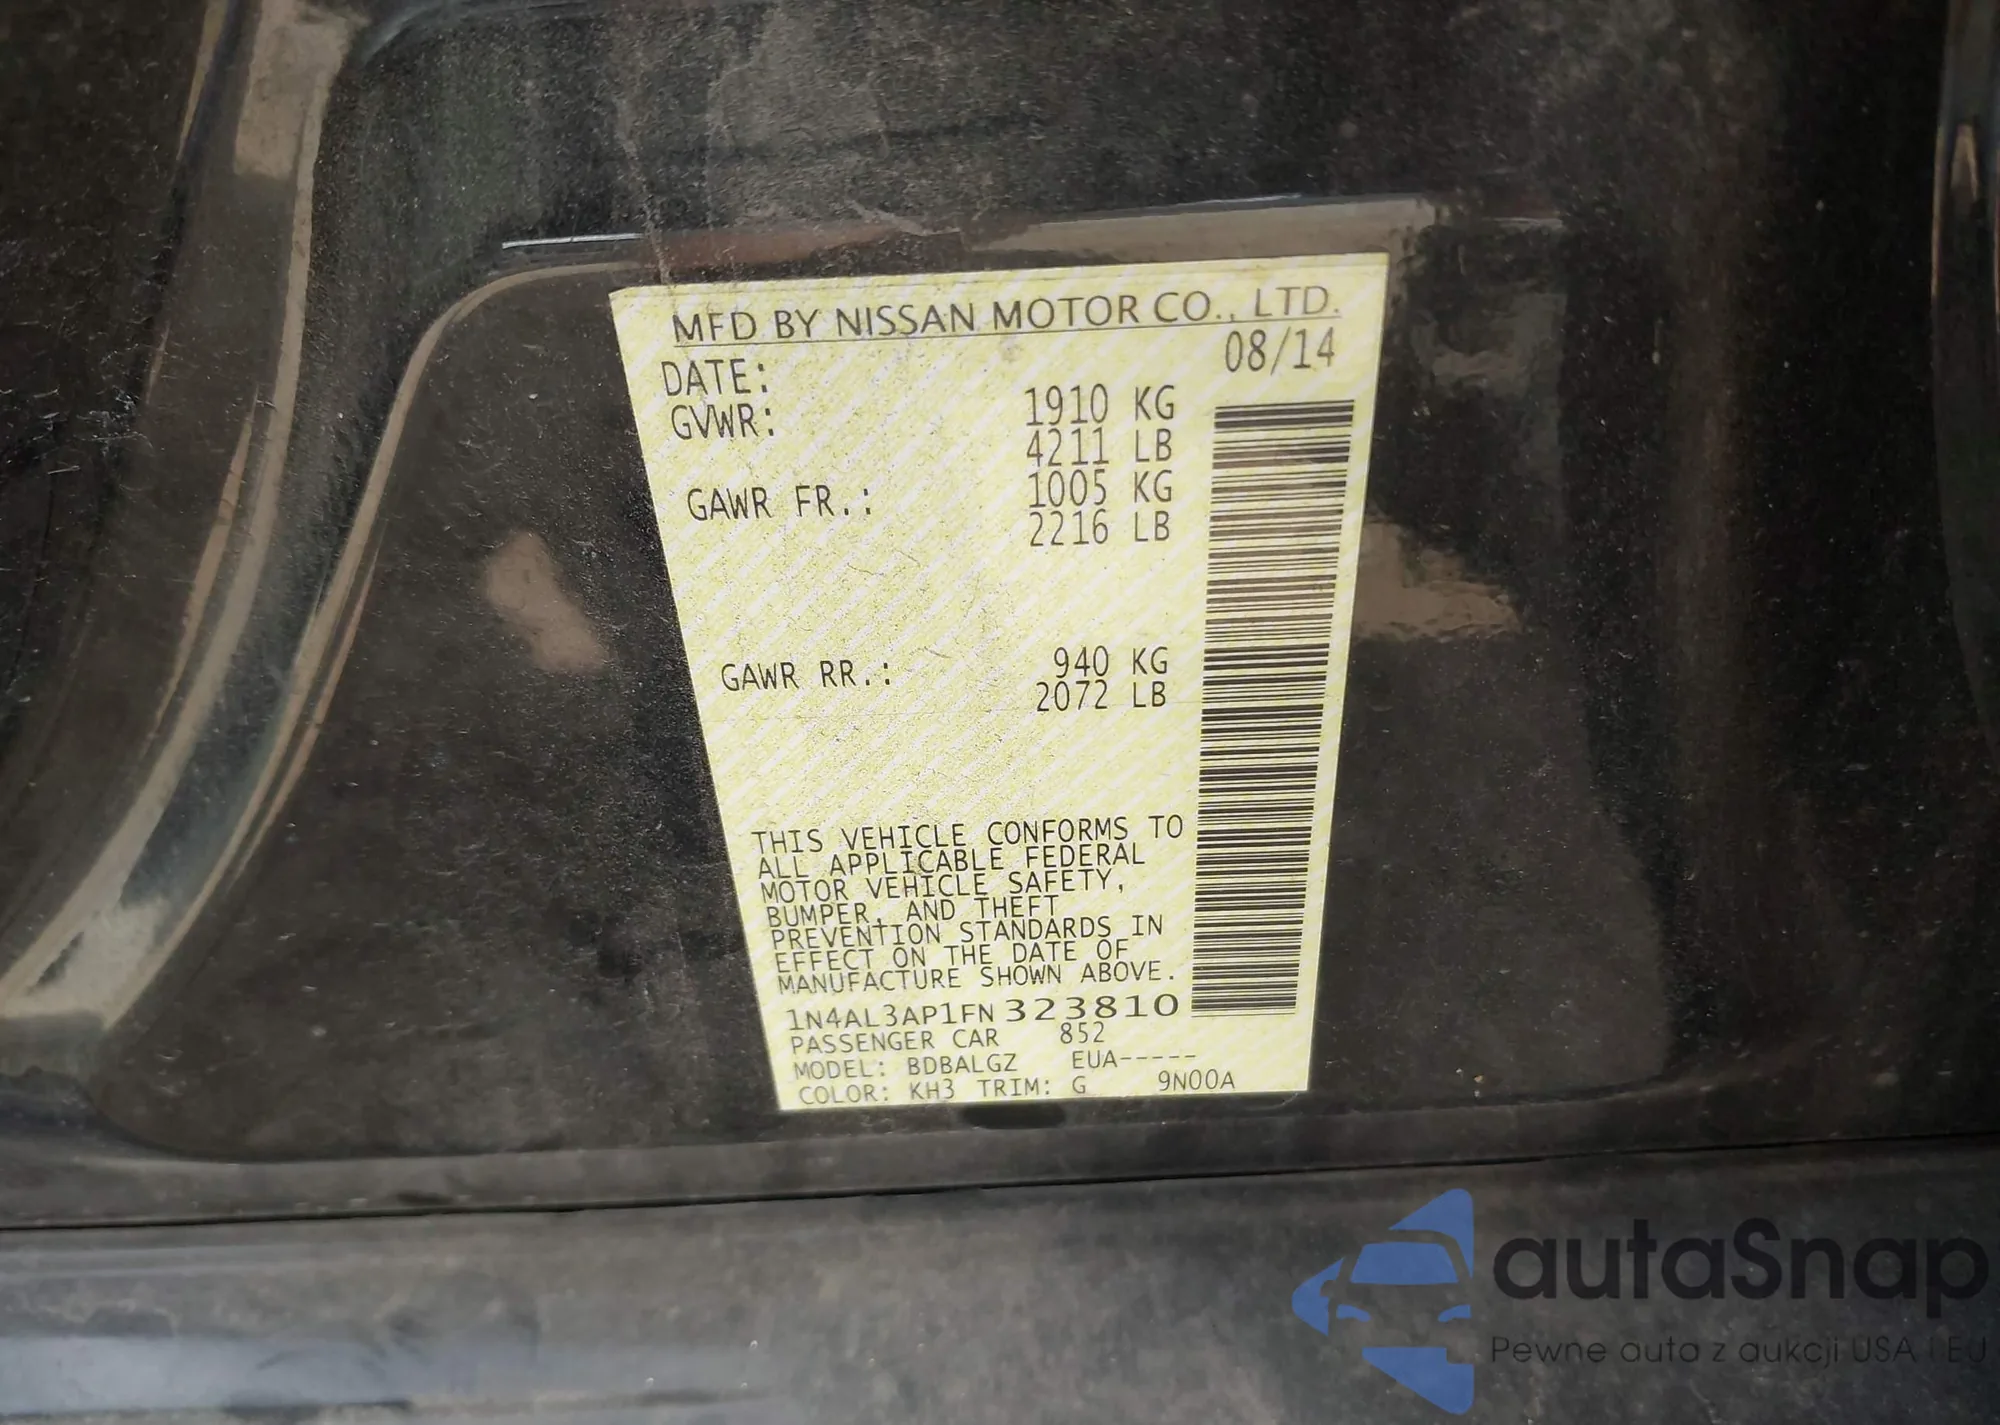 MFD BY NISSAN MOTOR CO., LTD.
DATE: 08/14
GVWR: 1910 KG
4211 LB
GAWR FR.: 1005 KG
2216 LB
GAWR RR.: 940 KG
2072 LB
THIS VEHICLE CONFORMS TO
ALL APPLICABLE FEDERAL
MOTOR VEHICLE SAFETY,
BUMPER, AND THEFT
PREVENTION STANDARDS IN
EFFECT ON THE DATE OF
MANUFACTURE SHOWN ABOVE.
1N4AL3AP1FN323810
PASSENGER CAR 852
MODEL: BDBALGZ EUA-----
COLOR: KH3 TRIM: G 9N00A
autaSnap
Pewne auta z aukcji USA i EU